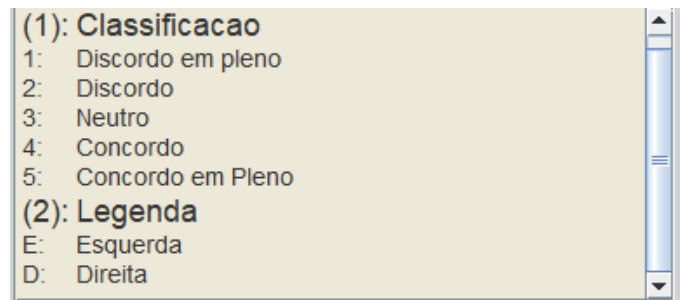 (1): Classificacao
1: Discordo em pleno
2: Discordo
3: Neutro
4: Concordo
5: Concordo em Pleno
(2): Legenda
E: Esquerda
D: Direita